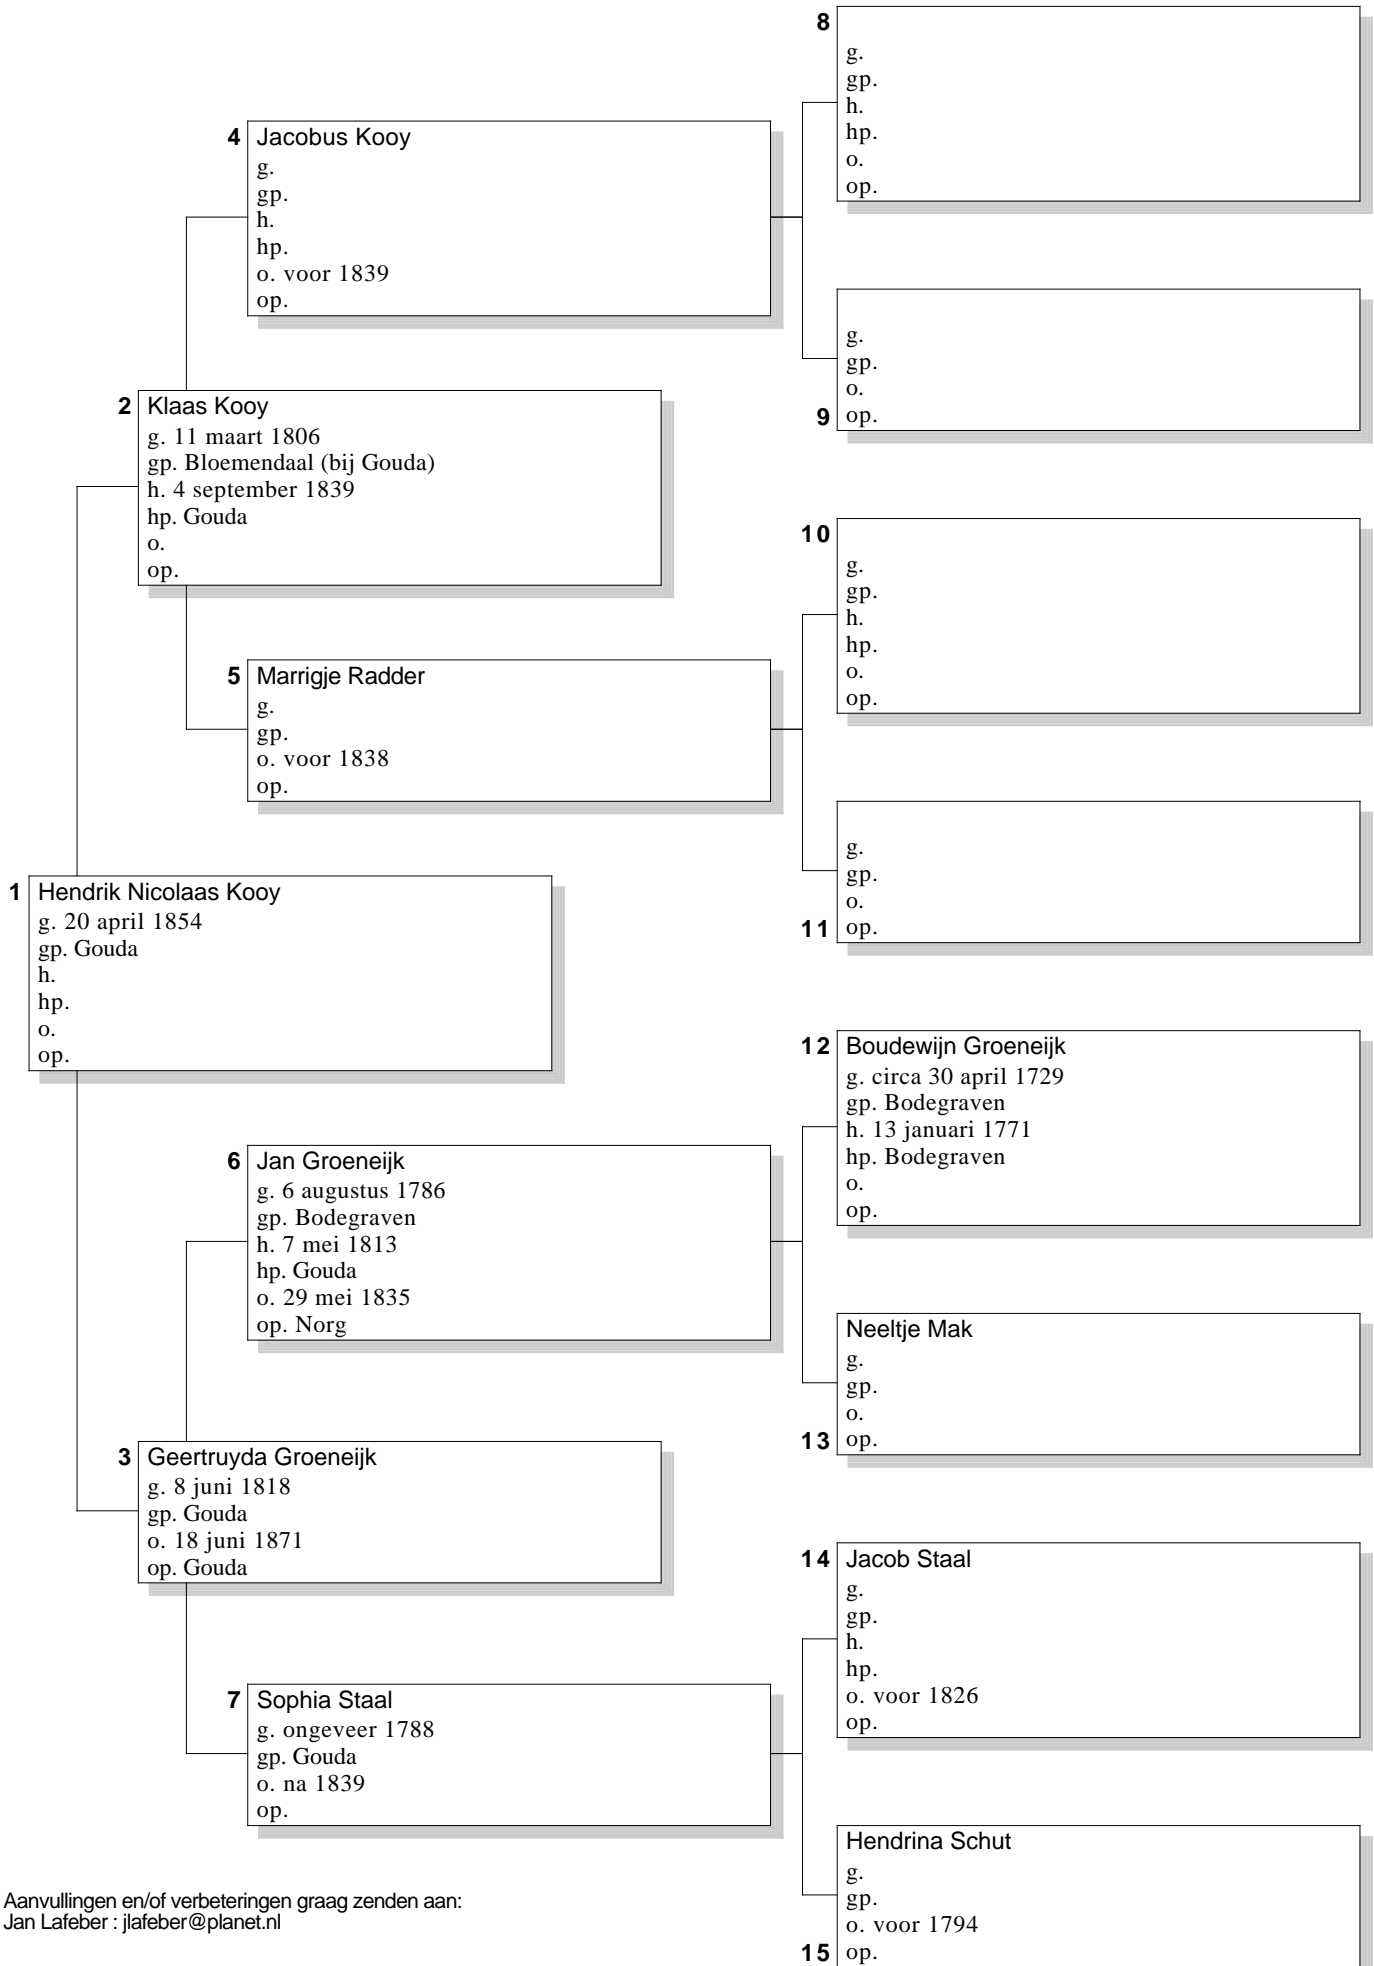 8
g.
gp.
h.
hp.
o.
op.
4 Jacobus Kooy
g.
gp.
h.
hp.
o. voor 1839
op.
g.
gp.
o.
9 op.
2 Klaas Kooy
g. 11 maart 1806
gp. Bloemendaal (bij Gouda)
h. 4 september 1839
hp. Gouda
o.
op.
10
g.
gp.
h.
hp.
o.
op.
5 Marrigje Radder
g.
gp.
o. voor 1838
op.
g.
gp.
o.
11 op.
1 Hendrik Nicolaas Kooy
g. 20 april 1854
gp. Gouda
h.
hp.
o.
op.
12 Boudewijn Groeneijk
g. circa 30 april 1729
gp. Bodegraven
h. 13 januari 1771
hp. Bodegraven
o.
op.
6 Jan Groeneijk
g. 6 augustus 1786
gp. Bodegraven
h. 7 mei 1813
hp. Gouda
o. 29 mei 1835
op. Norg
Neeltje Mak
g.
gp.
o.
13 op.
3 Geertruyda Groeneijk
g. 8 juni 1818
gp. Gouda
o. 18 juni 1871
op. Gouda
14 Jacob Staal
g.
gp.
h.
hp.
o. voor 1826
op.
7 Sophia Staal
g. ongeveer 1788
gp. Gouda
o. na 1839
op.
Hendrina Schut
g.
gp.
o. voor 1794
15 op.
Aanvullingen en/of verbeteringen graag zenden aan:
Jan Lafeber : jlafeber@planet.nl